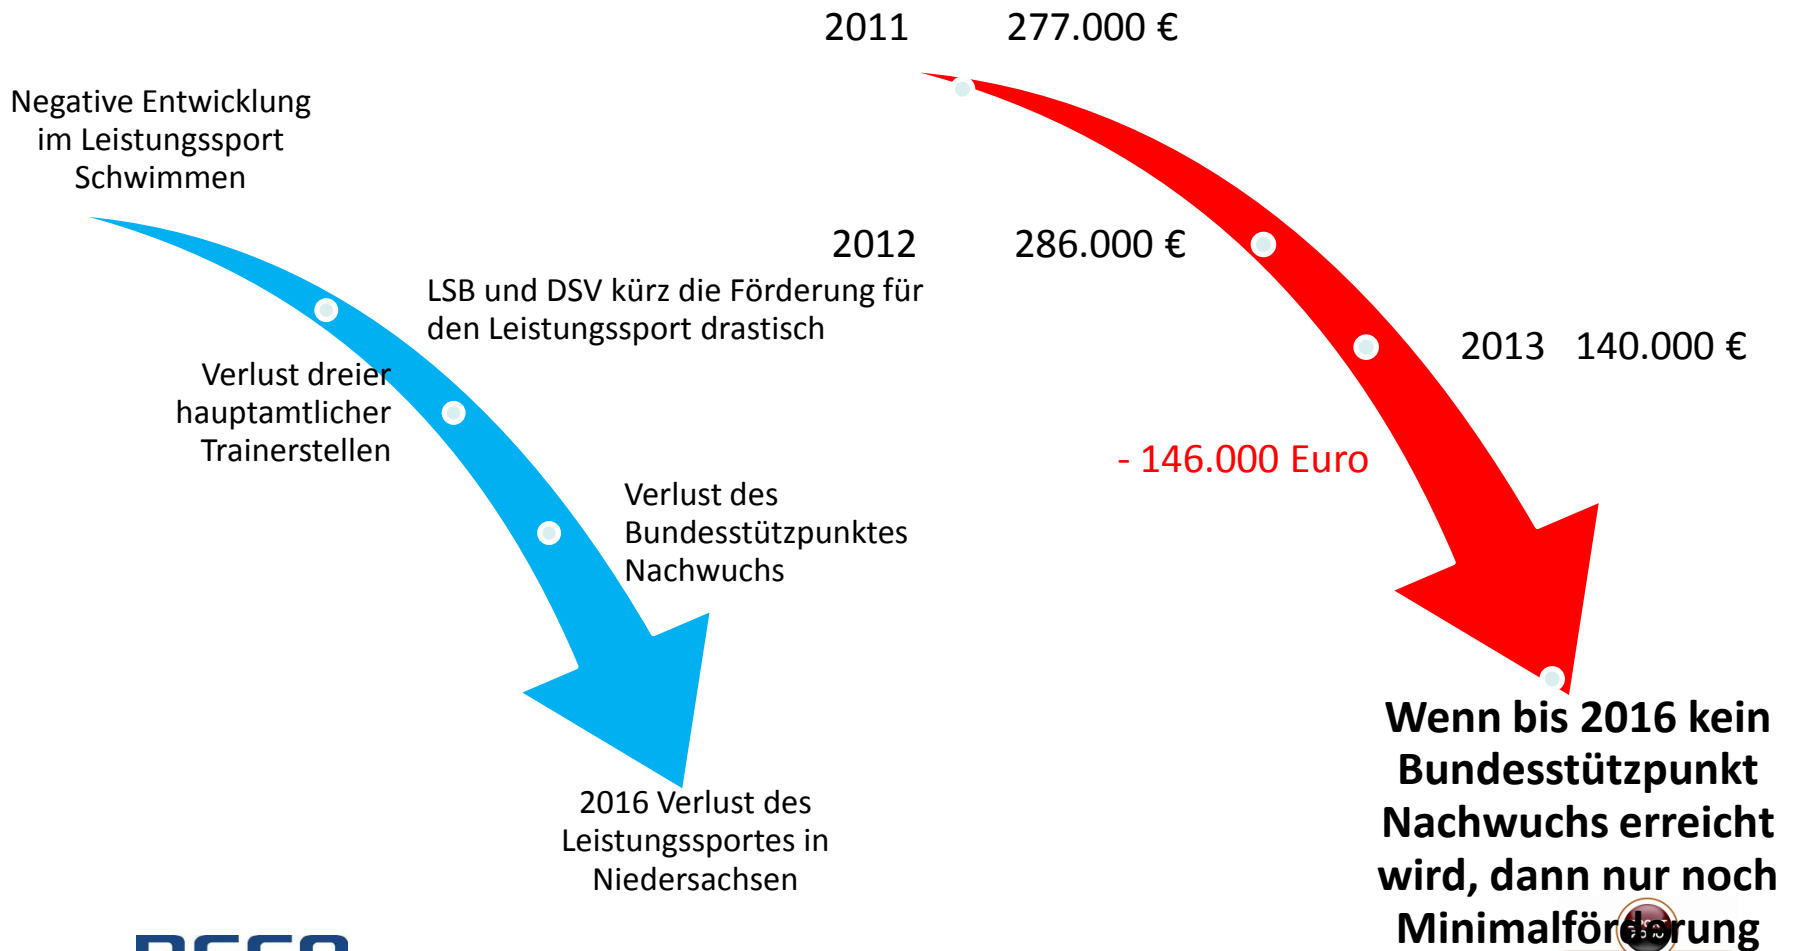 Negative Entwicklung
im Leistungssport
Schwimmen
LSB und DSV kürz die Förderung für
den Leistungssport drastisch
Verlust dreier
hauptamtlicher
Trainerstellen
Verlust des
Bundesstützpunktes
Nachwuchs
2016 Verlust des
Leistungssportes in
Niedersachsen
2011 277.000 €
2012 286.000 €
2013 140.000 €
- 146.000 Euro
Wenn bis 2016 kein
Bundesstützpunkt
Nachwuchs erreicht
wird, dann nur noch
Minimalförderung